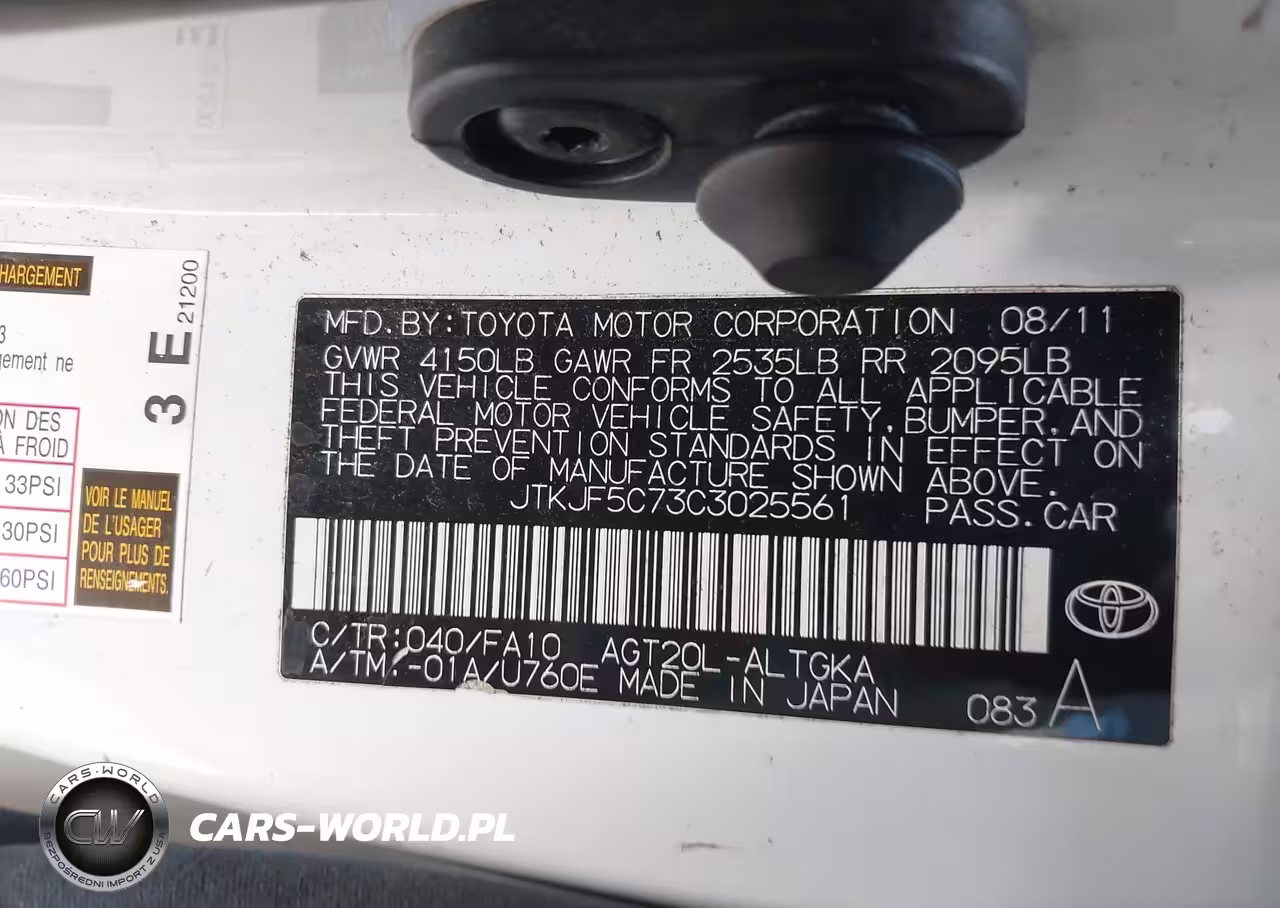 HARGEMENT
3
gement ne
ON DES
À FROID
33PSI
30PSI
60PSI
3 E
21200
VOIR LE MANUEL
DE L'USAGER
POUR PLUS DE
RENSEIGNEMENTS.
MFD.BY:TOYOTA MOTOR CORPORATION 08/11
GVWR 4150LB GAWR FR 2535LB RR 2095LB
THIS VEHICLE CONFORMS TO ALL APPLICABLE
FEDERAL MOTOR VEHICLE SAFETY,BUMPER,AND
THEFT PREVENTION STANDARDS IN EFFECT ON
THE DATE OF MANUFACTURE SHOWN ABOVE.
JTKJF5C73C3025561 PASS.CAR
C/TR:040/FA10 AGT20L-ALTGKA
A/TM:-01A/U760E MADE IN JAPAN 083 A
CARS-WORLD
CW
BEZPOŚREDNI IMPORT Z USA
CARS-WORLD.PL